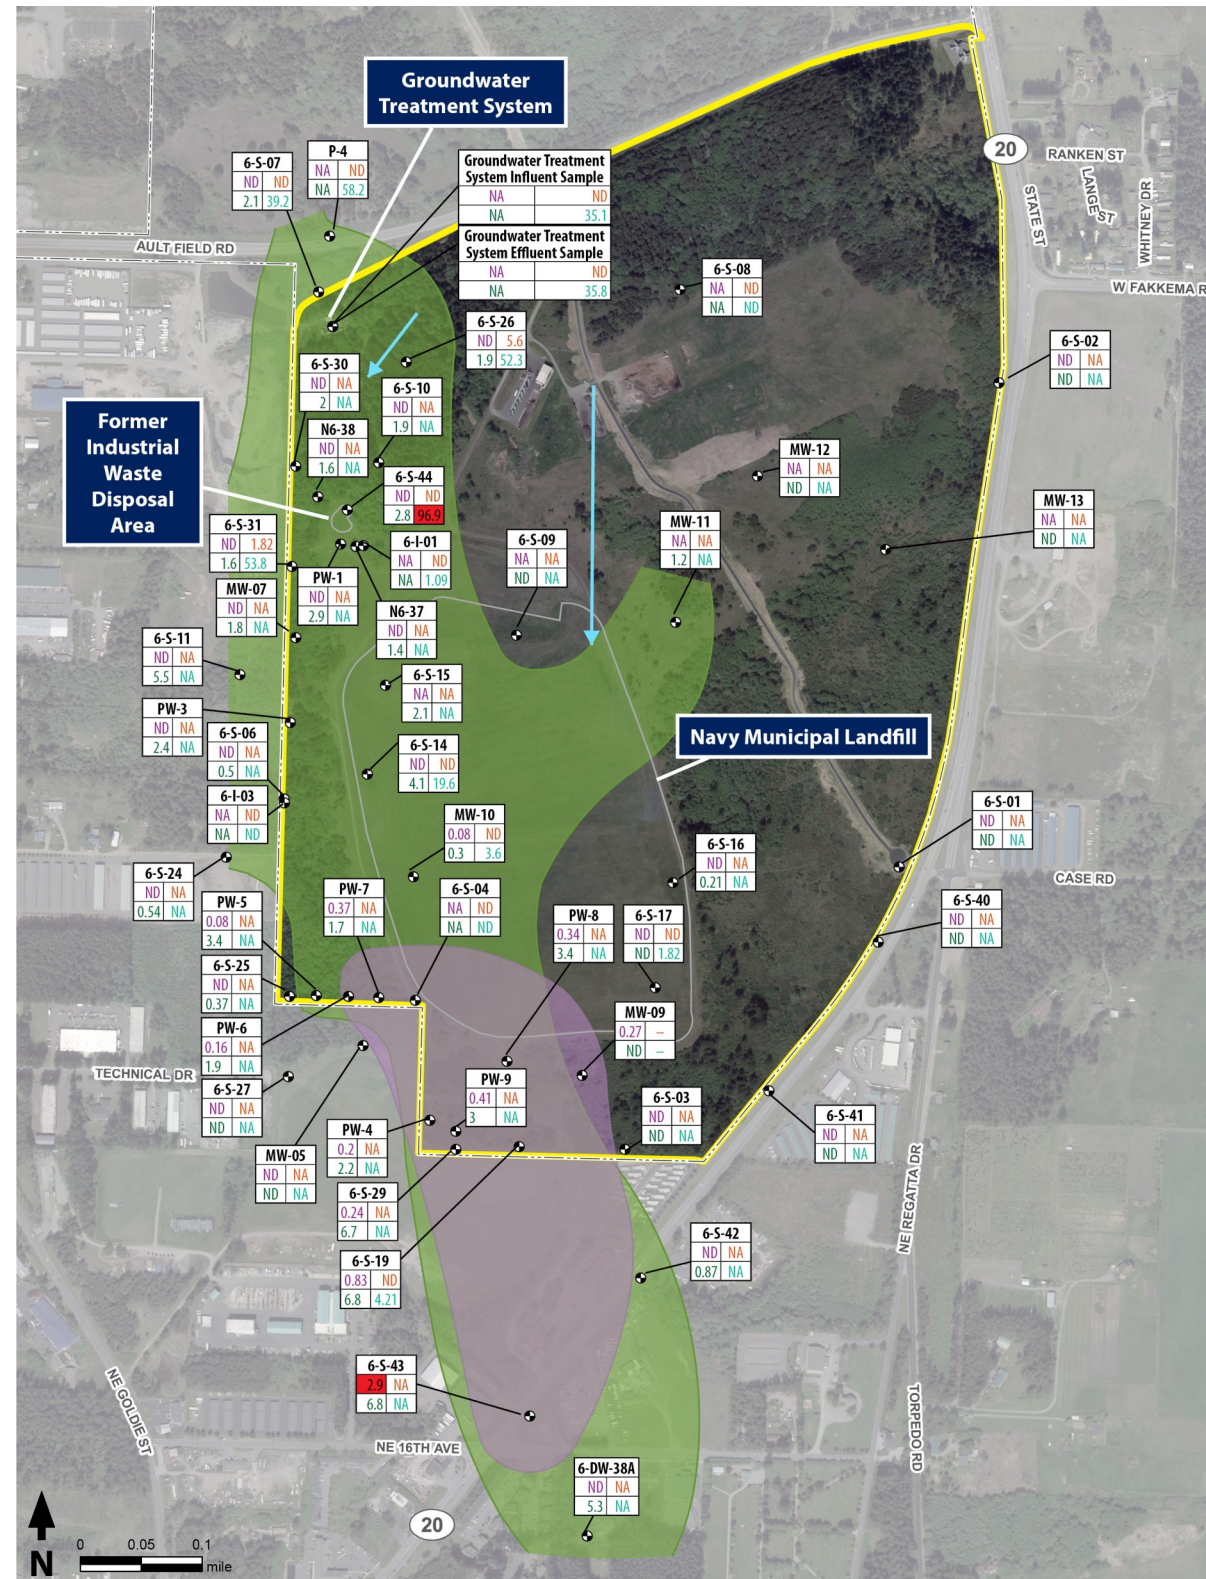 Groundwater
Treatment System
P-4
NA ND
NA 58.2
6-S-07
ND ND
2.1 39.2
Groundwater Treatment
System Influent Sample
NA ND
NA 35.1
Groundwater Treatment
System Effluent Sample
NA ND
NA 35.8
20
RANKEN ST
LANGE ST
WHITNEY DR
STATE ST
AULT FIELD RD
W FAKKEMA R
6-S-08
NA ND
NA ND
6-S-26
ND 5.6
1.9 52.3
6-S-02
ND NA
ND NA
6-S-30
ND NA
2 NA
6-S-10
ND NA
1.9 NA
Former
Industrial
Waste
Disposal
Area
N6-38
ND NA
1.6 NA
6-S-44
ND ND
2.8 96.9
MW-12
NA NA
ND NA
MW-13
NA NA
ND NA
6-S-31
ND 1.82
1.6 53.8
6-I-01
NA ND
NA 1.09
6-S-09
NA NA
ND NA
MW-11
NA NA
1.2 NA
PW-1
ND NA
2.9 NA
MW-07
ND NA
1.8 NA
N6-37
ND NA
1.4 NA
6-S-11
ND NA
5.5 NA
6-S-15
NA NA
2.1 NA
PW-3
ND NA
2.4 NA
6-S-06
ND NA
0.5 NA
6-S-14
ND ND
4.1 19.6
Navy Municipal Landfill
6-I-03
NA ND
NA ND
MW-10
0.08 ND
0.3 3.6
6-S-01
ND NA
ND NA
6-S-16
ND NA
0.21 NA
CASE RD
6-S-24
ND NA
0.54 NA
PW-5
0.08 NA
3.4 NA
PW-7
0.37 NA
1.7 NA
6-S-04
NA ND
NA ND
PW-8
0.34 NA
3.4 NA
6-S-17
ND ND
ND 1.82
6-S-40
ND NA
ND NA
6-S-25
ND NA
0.37 NA
MW-09
0.27 –
ND –
PW-6
0.16 NA
1.9 NA
TECHNICAL DR
6-S-27
ND NA
ND NA
PW-9
0.41 NA
3 NA
6-S-03
ND NA
ND NA
6-S-41
ND NA
ND NA
PW-4
0.2 NA
2.2 NA
MW-05
ND NA
ND NA
NE REGATTA DR
6-S-29
0.24 NA
6.7 NA
6-S-42
ND NA
0.87 NA
6-S-19
0.83 ND
6.8 4.21
6-S-43
2.9 NA
6.8 NA
NE GOLDIE ST
NE 16TH AVE
TORPEDO RD
6-DW-38A
ND NA
5.3 NA
20
N
0 0.05 0.1
mile